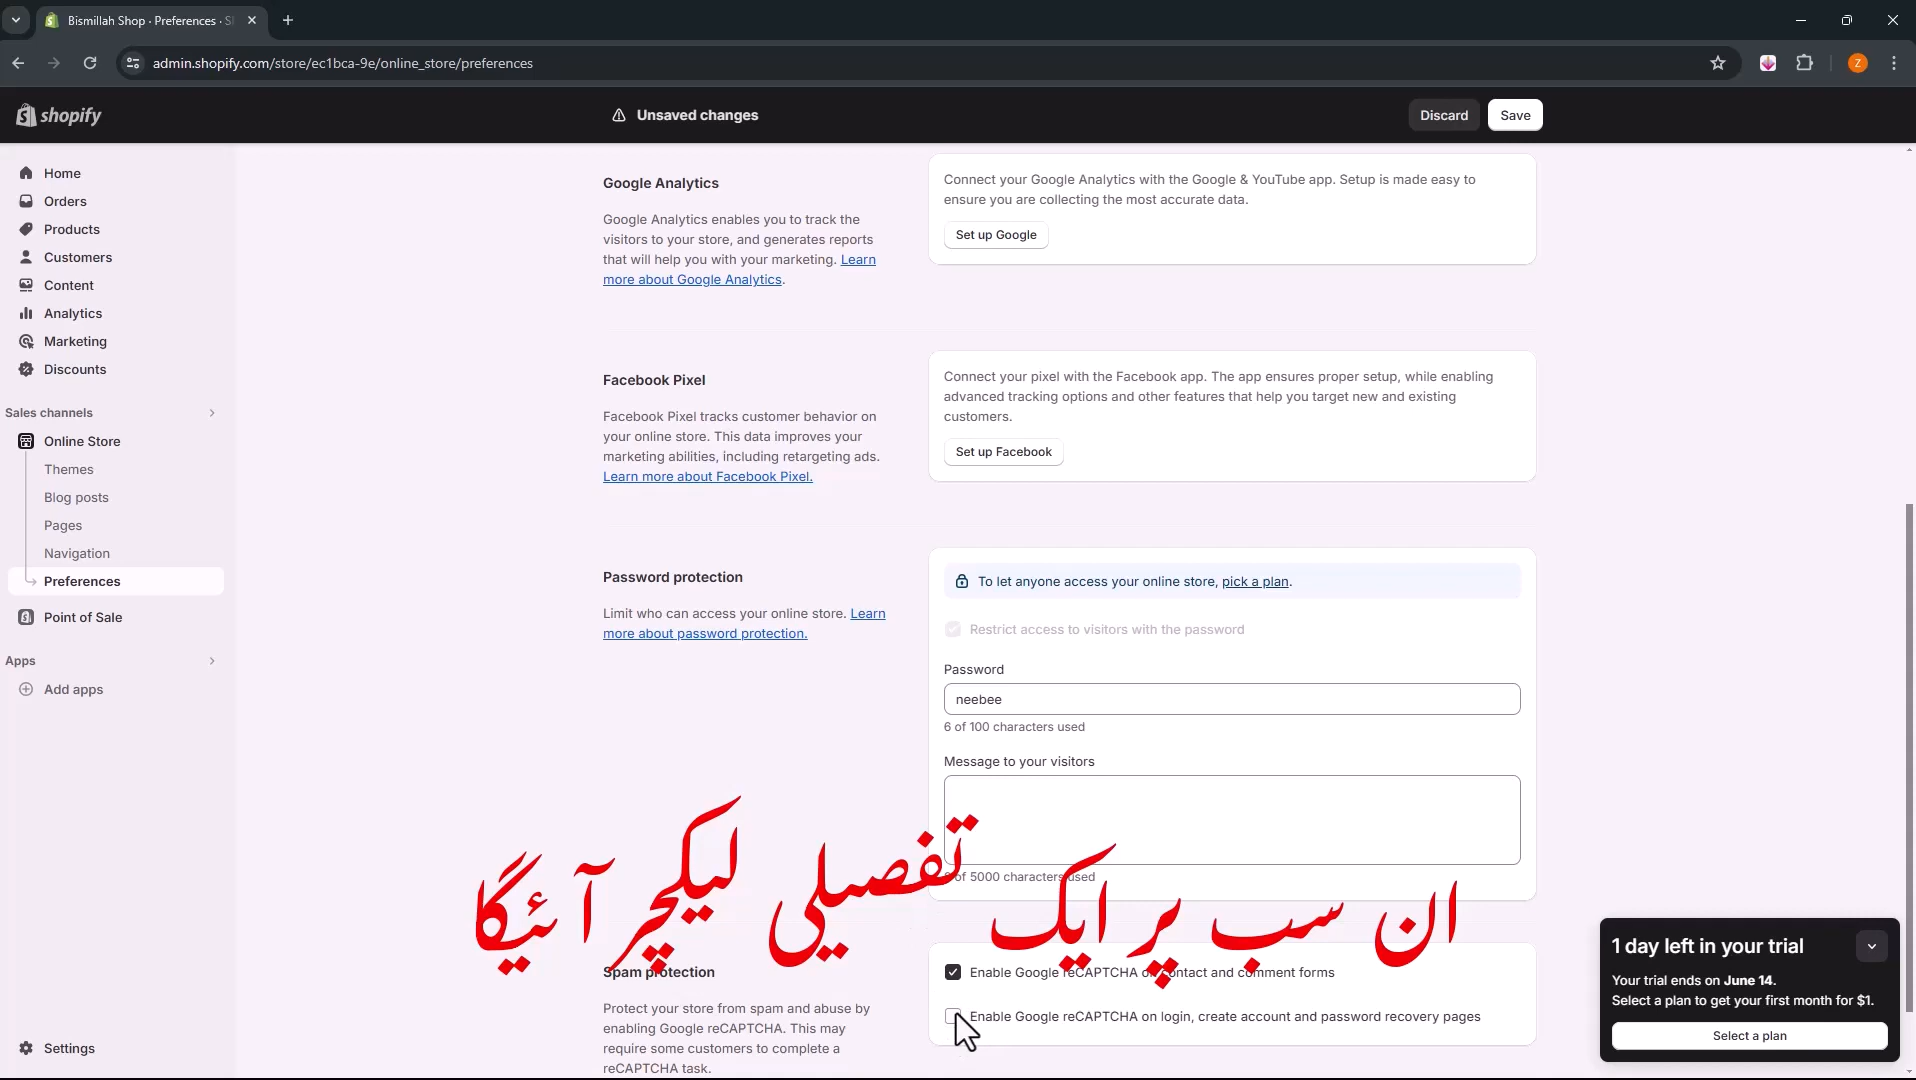 Bismillah Shop · Preferences · S
admin.shopify.com/store/ec1bca-9e/online_store/preferences
Z
shopify
Unsaved changes
Discard
Save
Home
Orders
Products
Customers
Content
Analytics
Marketing
Discounts
Sales channels
Online Store
Themes
Blog posts
Pages
Navigation
Preferences
Point of Sale
Apps
Add apps
Settings
Google Analytics
Google Analytics enables you to track the
visitors to your store, and generates reports
that will help you with your marketing. Learn
more about Google Analytics.
Connect your Google Analytics with the Google & YouTube app. Setup is made easy to
ensure you are collecting the most accurate data.
Set up Google
Facebook Pixel
Facebook Pixel tracks customer behavior on
your online store. This data improves your
marketing abilities, including retargeting ads.
Learn more about Facebook Pixel.
Connect your pixel with the Facebook app. The app ensures proper setup, while enabling
advanced tracking options and other features that help you target new and existing
customers.
Set up Facebook
Password protection
Limit who can access your online store. Learn
more about password protection.
To let anyone access your online store, pick a plan.
Restrict access to visitors with the password
Password
neebee
6 of 100 characters used
Message to your visitors
of 5000 characters used
ان سب پر ایک تفصیلی لیکچر آئیگا
Spam protection
Protect your store from spam and abuse by
enabling Google reCAPTCHA. This may
require some customers to complete a
reCAPTCHA task.
Enable Google reCAPTCHA on contact and comment forms
Enable Google reCAPTCHA on login, create account and password recovery pages
1 day left in your trial
Your trial ends on June 14.
Select a plan to get your first month for $1.
Select a plan